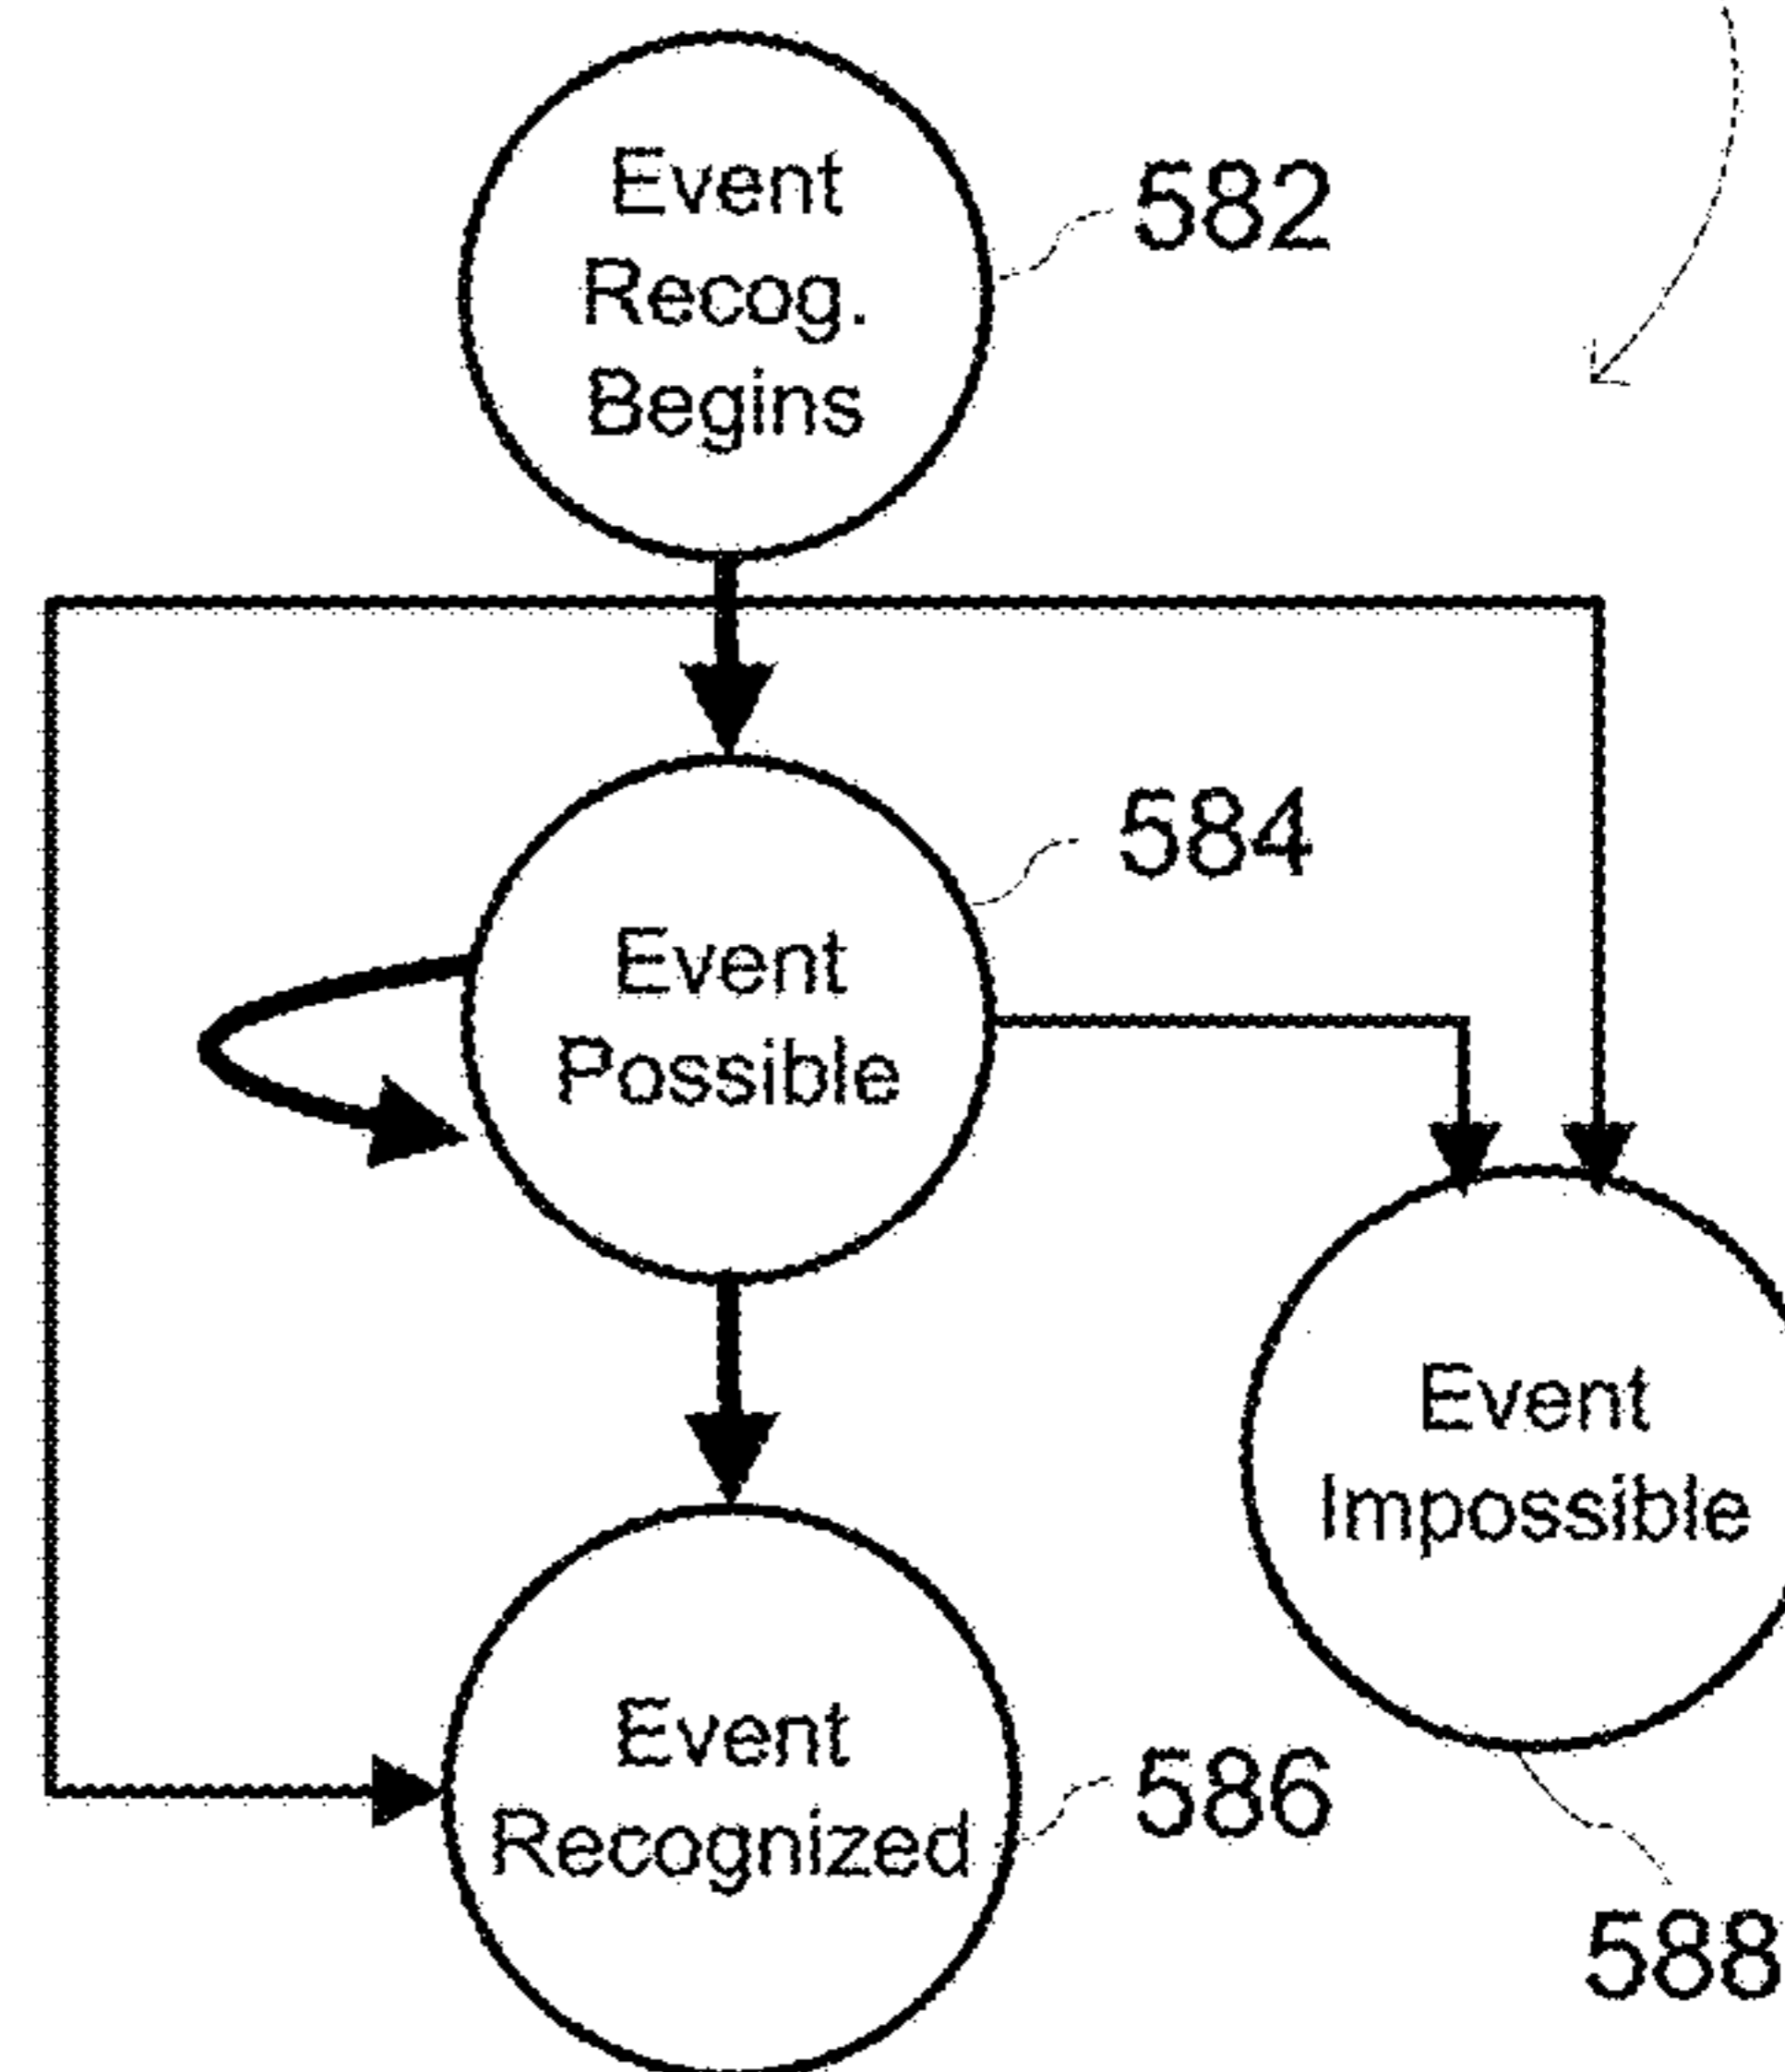 Event
Recog.
Begins
582
584
Event
Possible
Event
Impossible
Event
Recognized
586
588